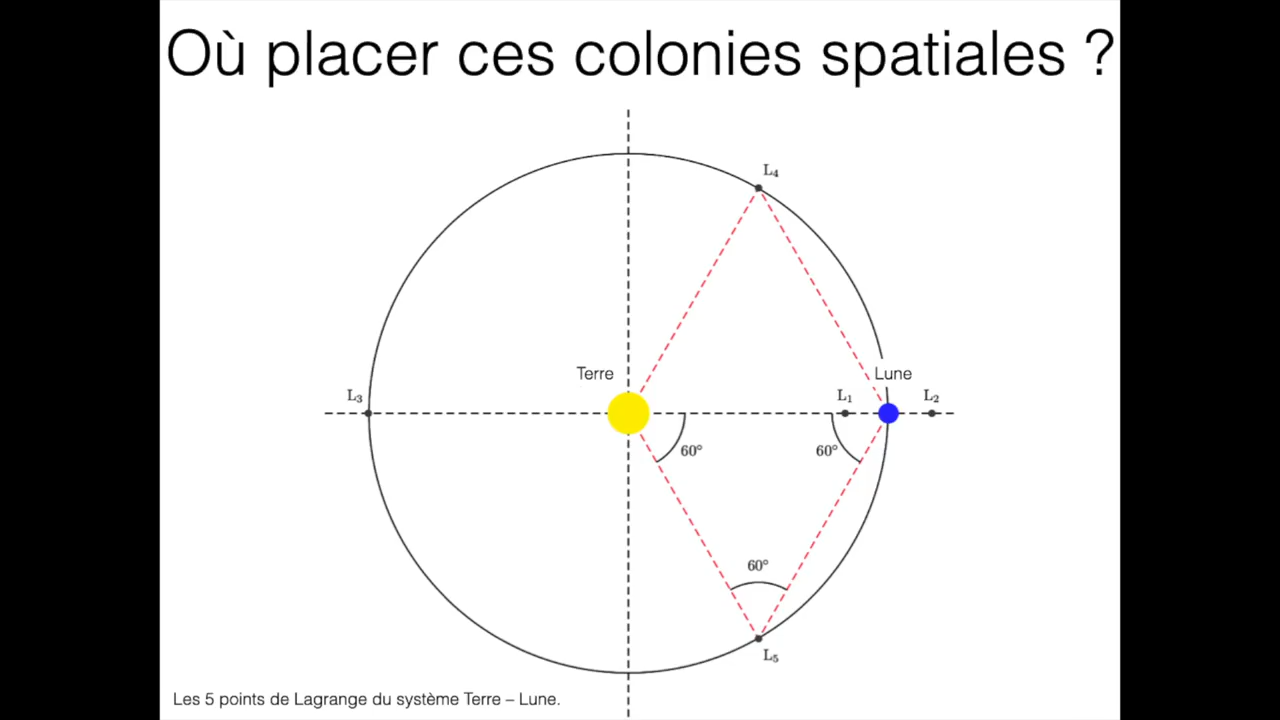 Où placer ces colonies spatiales ?
L₄
Terre
Lune
L₃
L₁
L₂
60°
60°
60°
L₅
Les 5 points de Lagrange du système Terre – Lune.